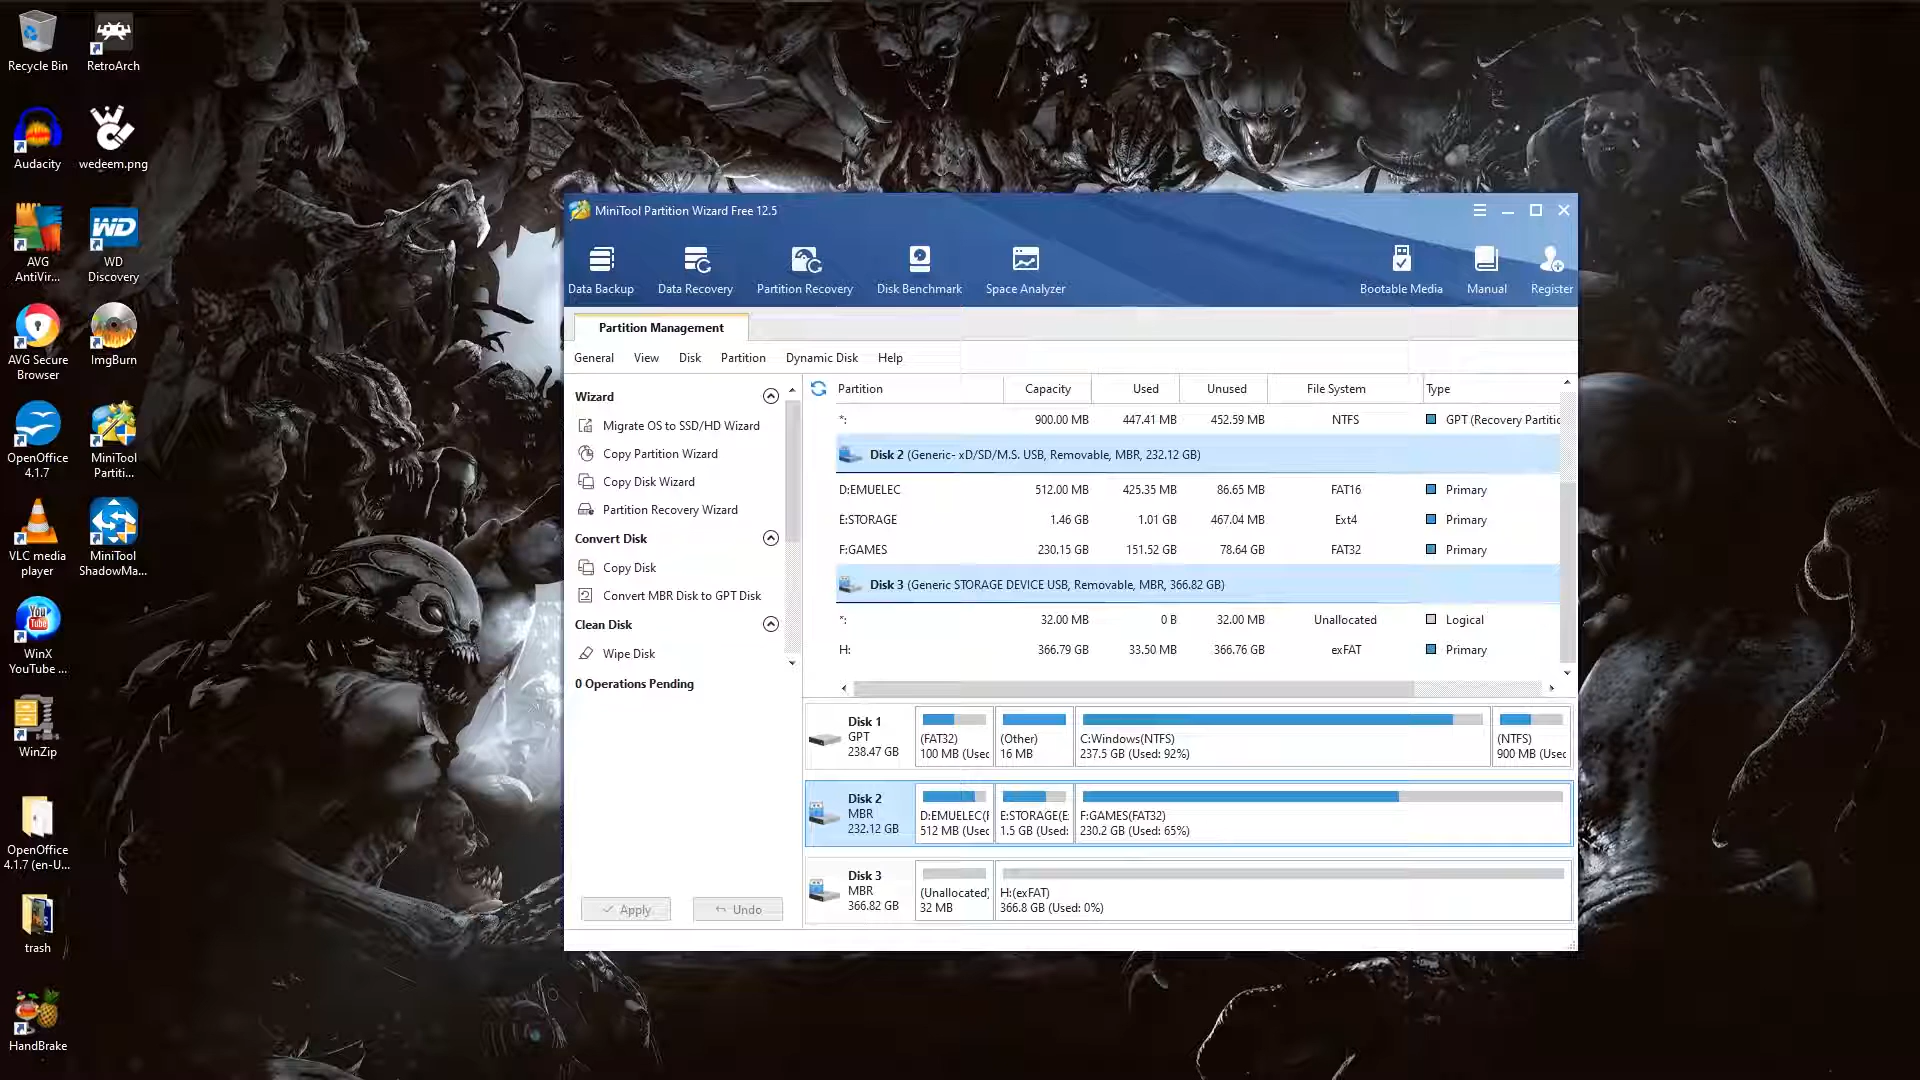 Recycle Bin
RetroArch
Audacity
wedeem.png
AVG
AntiVir...
WD
WD
Discovery
AVG Secure
Browser
ImgBurn
OpenOffice
4.1.7
MiniTool
Partiti...
VLC media
player
MiniTool
ShadowMa...
You
Tube
WinX
YouTube ...
WinZip
OpenOffice
4.1.7 (en-U...
trash
HandBrake
MiniTool Partition Wizard Free 12.5
Data Backup
Data Recovery
Partition Recovery
Disk Benchmark
Space Analyzer
Bootable Media
Manual
Register
Partition Management
General View Disk Partition Dynamic Disk Help
Wizard
Migrate OS to SSD/HD Wizard
Copy Partition Wizard
Copy Disk Wizard
Partition Recovery Wizard
Convert Disk
Copy Disk
Convert MBR Disk to GPT Disk
Clean Disk
Wipe Disk
0 Operations Pending
Apply
Undo
Partition Capacity Used Unused File System Type
*: 900.00 MB 447.41 MB 452.59 MB NTFS GPT (Recovery Partitic
Disk 2 (Generic- xD/SD/M.S. USB, Removable, MBR, 232.12 GB)
D:EMUELEC 512.00 MB 425.35 MB 86.65 MB FAT16 Primary
E:STORAGE 1.46 GB 1.01 GB 467.04 MB Ext4 Primary
F:GAMES 230.15 GB 151.52 GB 78.64 GB FAT32 Primary
Disk 3 (Generic STORAGE DEVICE USB, Removable, MBR, 366.82 GB)
*: 32.00 MB 0 B 32.00 MB Unallocated Logical
H: 366.79 GB 33.50 MB 366.76 GB exFAT Primary
Disk 1
GPT
238.47 GB
(FAT32)
100 MB (Usec
(Other)
16 MB
C:Windows(NTFS)
237.5 GB (Used: 92%)
(NTFS)
900 MB (Usec
Disk 2
MBR
232.12 GB
D:EMUELEC(F
512 MB (Usec
E:STORAGE(E
1.5 GB (Used:
F:GAMES(FAT32)
230.2 GB (Used: 65%)
Disk 3
MBR
366.82 GB
(Unallocated)
32 MB
H:(exFAT)
366.8 GB (Used: 0%)